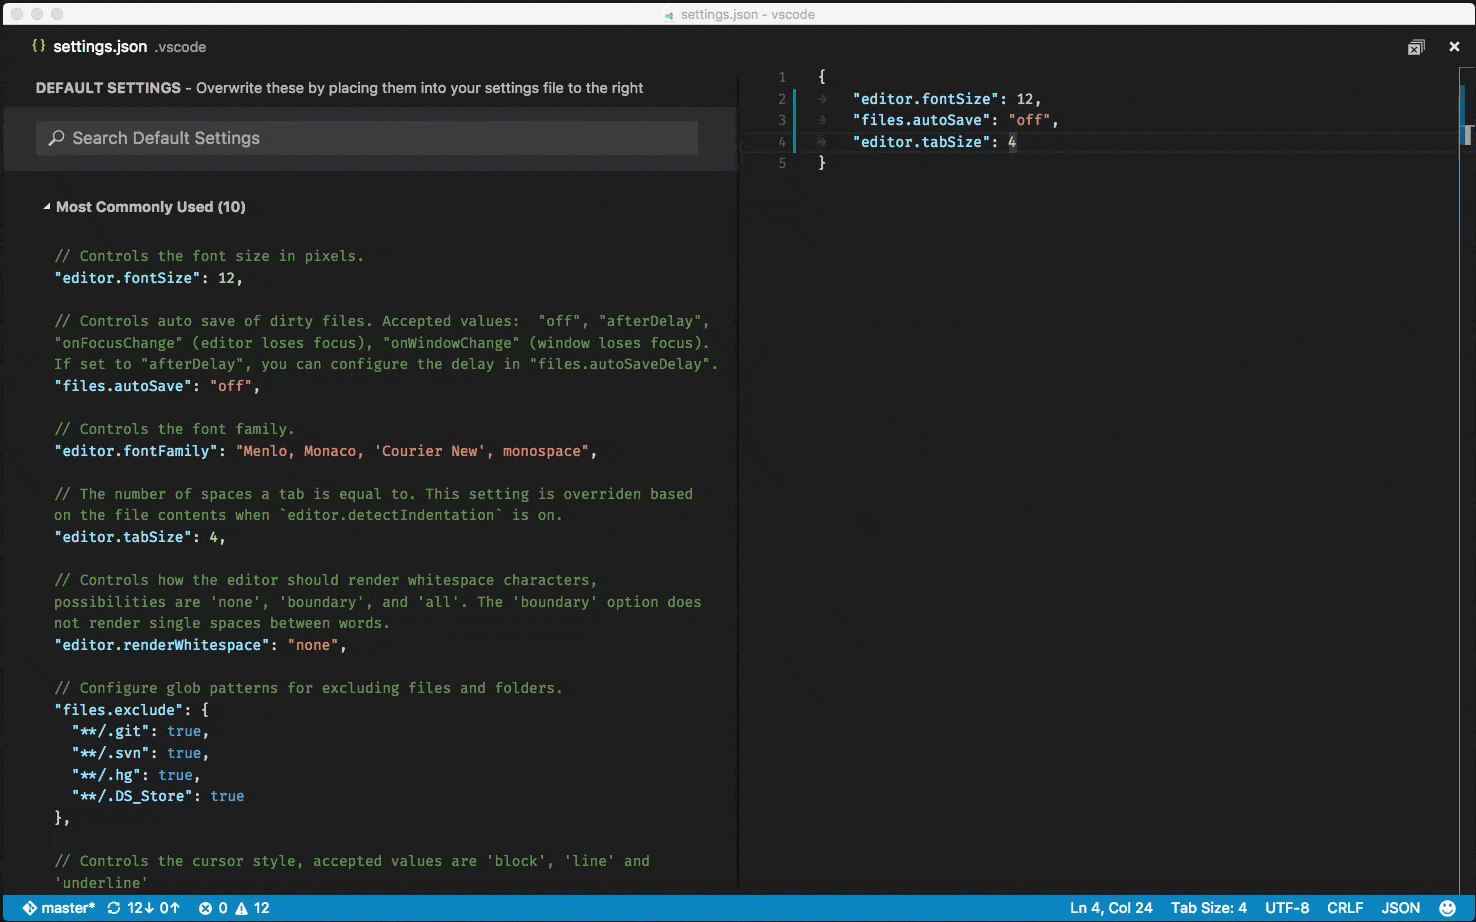 settings.json - vscode
{} settings.json .vscode
DEFAULT SETTINGS - Overwrite these by placing them into your settings file to the right
Search Default Settings
Most Commonly Used (10)
// Controls the font size in pixels.
"editor.fontSize": 12,
// Controls auto save of dirty files. Accepted values:  "off", "afterDelay",
"onFocusChange" (editor loses focus), "onWindowChange" (window loses focus).
If set to "afterDelay", you can configure the delay in "files.autoSaveDelay".
"files.autoSave": "off",
// Controls the font family.
"editor.fontFamily": "Menlo, Monaco, 'Courier New', monospace",
// The number of spaces a tab is equal to. This setting is overriden based
on the file contents when `editor.detectIndentation` is on.
"editor.tabSize": 4,
// Controls how the editor should render whitespace characters,
possibilities are 'none', 'boundary', and 'all'. The 'boundary' option does
not render single spaces between words.
"editor.renderWhitespace": "none",
// Configure glob patterns for excluding files and folders.
"files.exclude": {
"**/.git": true,
"**/.svn": true,
"**/.hg": true,
"**/.DS_Store": true
},
// Controls the cursor style, accepted values are 'block', 'line' and
'underline'
1 {
2 "editor.fontSize": 12,
3 "files.autoSave": "off",
4 "editor.tabSize": 4
5 }
master* 12↓ 0↑ 0 12 Ln 4, Col 24 Tab Size: 4 UTF-8 CRLF JSON